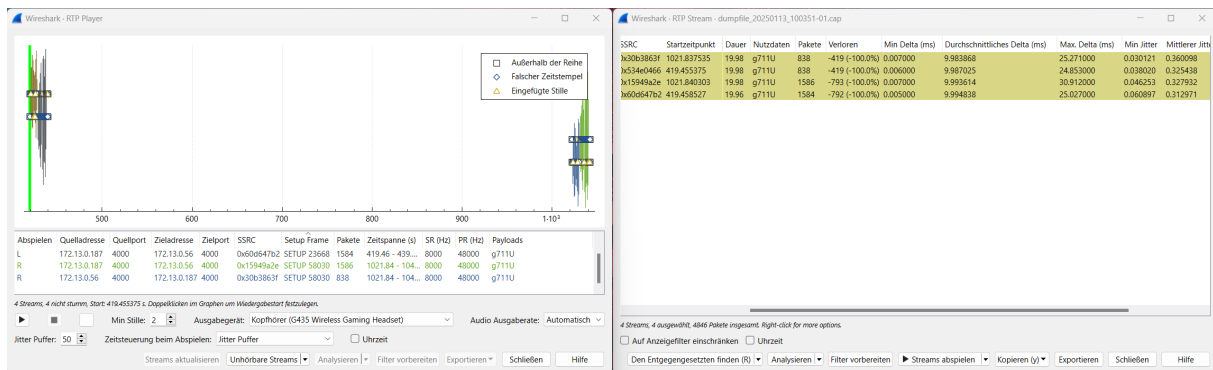 Wireshark · RTP Player
Außerhalb der Reihe
Falscher Zeitstempel
Eingefügte Stille
500 600 700 800 900 1·10³
Abspielen Quelladresse Quellport Zieladresse Zielport SSRC Setup Frame Pakete Zeitspanne (s) SR (Hz) PR (Hz) Payloads
L 172.13.0.187 4000 172.13.0.56 4000 0x60d647b2 SETUP 23668 1584 419.46 - 439.... 8000 48000 g711U
R 172.13.0.187 4000 172.13.0.56 4000 0x15949a2e SETUP 58030 1586 1021.84 - 104... 8000 48000 g711U
R 172.13.0.56 4000 172.13.0.187 4000 0x30b3863f SETUP 58030 838 1021.84 - 104... 8000 48000 g711U
4 Streams, 4 nicht stumm, Start: 419.455375 s. Doppelklicken im Graphen um Wiedergabestart festzulegen.
Min Stille: 2 Ausgabegerät: Kopfhörer (G435 Wireless Gaming Headset) Audio Ausgaberate: Automatisch
Jitter Puffer: 50 Zeitsteuerung beim Abspielen: Jitter Puffer Uhrzeit
Streams aktualisieren Unhörbare Streams Analysieren Filter vorbereiten Exportieren Schließen Hilfe
Wireshark · RTP Stream · dumpfile_20250113_100351-01.cap
SSRC Startzeitpunkt Dauer Nutzdaten Pakete Verloren Min Delta (ms) Durchschnittliches Delta (ms) Max. Delta (ms) Min Jitter Mittlerer Jitte
0x30b3863f 1021.837535 19.98 g711U 838 -419 (-100.0%) 0.007000 9.983868 25.271000 0.030121 0.360098
0x534e0466 419.455375 19.98 g711U 838 -419 (-100.0%) 0.006000 9.987025 24.853000 0.038020 0.325438
0x15949a2e 1021.840303 19.98 g711U 1586 -793 (-100.0%) 0.007000 9.993614 30.912000 0.046253 0.327932
0x60d647b2 419.458527 19.96 g711U 1584 -792 (-100.0%) 0.005000 9.994838 25.027000 0.060897 0.312971
4 Streams, 4 ausgewählt, 4846 Pakete insgesamt. Right-click for more options.
Auf Anzeigefilter einschränken Uhrzeit
Den Entgegengesetzten finden (R) Analysieren Filter vorbereiten Streams abspielen Kopieren (y) Exportieren Schließen Hilfe